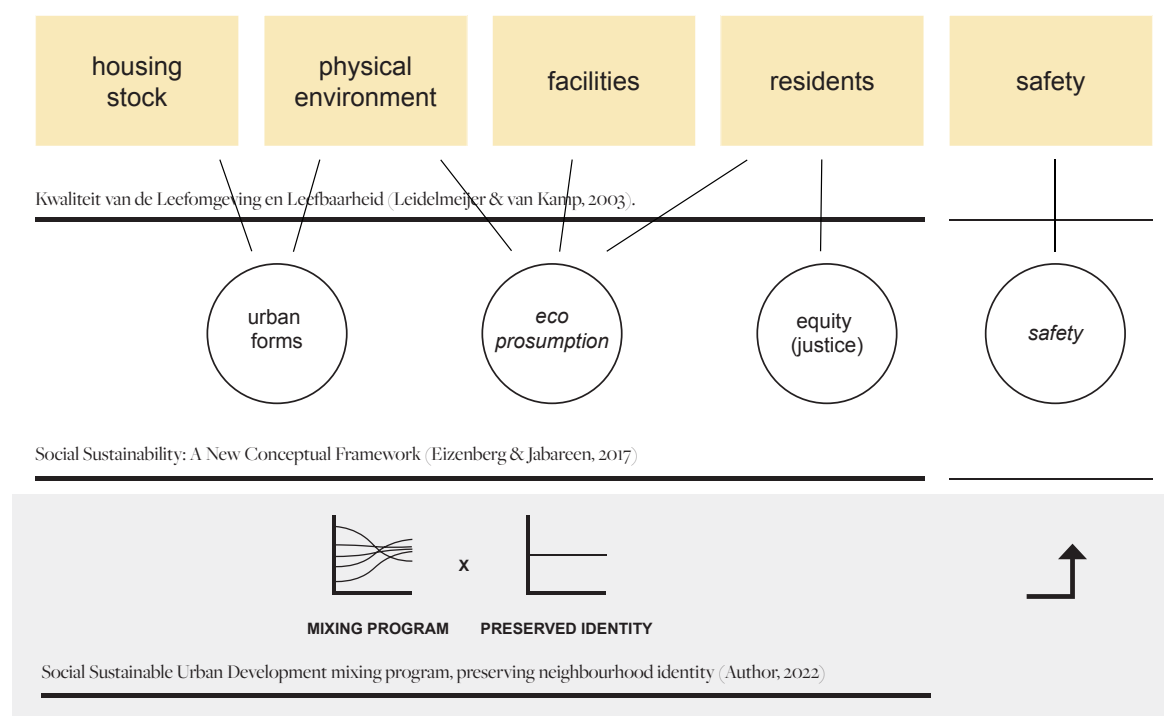 housing
stock
physical
environment
facilities
residents
safety
Kwaliteit van de Leefomgeving en Leefbaarheid (Leidelmeijer & van Kamp, 2003).
urban
forms
eco
prosumption
equity
(justice)
safety
Social Sustainability: A New Conceptual Framework (Eizenberg & Jabareen, 2017)
x
MIXING PROGRAM
PRESERVED IDENTITY
Social Sustainable Urban Development mixing program, preserving neighbourhood identity (Author, 2022)